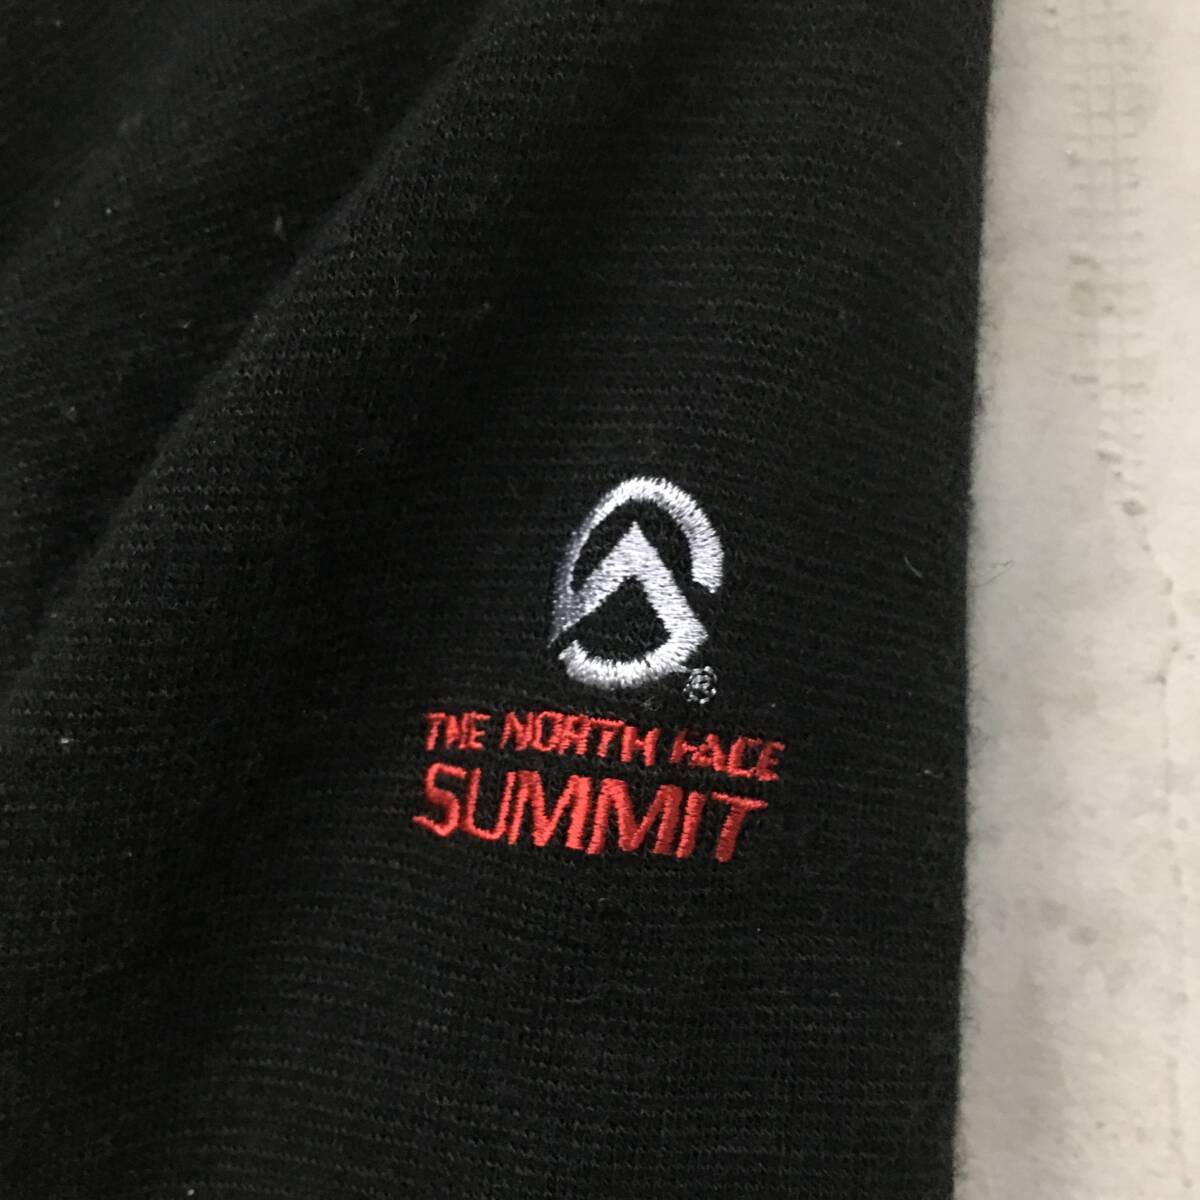 ®
THE NORTH FACE
SUMMIT